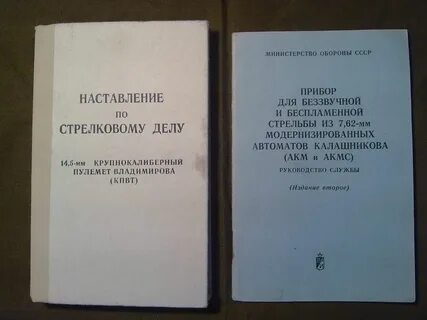 НАСТАВЛЕНИЕ
ПО
СТРЕЛКОВОМУ ДЕЛУ
14,5-мм КРУПНОКАЛИБЕРНЫЙ
ПУЛЕМЕТ ВЛАДИМИРОВА
(КПВТ)
МИНИСТЕРСТВО ОБОРОНЫ СССР
ПРИБОР
ДЛЯ БЕЗЗВУЧНОЙ
И БЕСПЛАМЕННОЙ
СТРЕЛЬБЫ ИЗ 7,62-мм
МОДЕРНИЗИРОВАННЫХ
АВТОМАТОВ КАЛАШНИКОВА
(АКМ и АКМС)
РУКОВОДСТВО СЛУЖБЫ
(Издание второе)